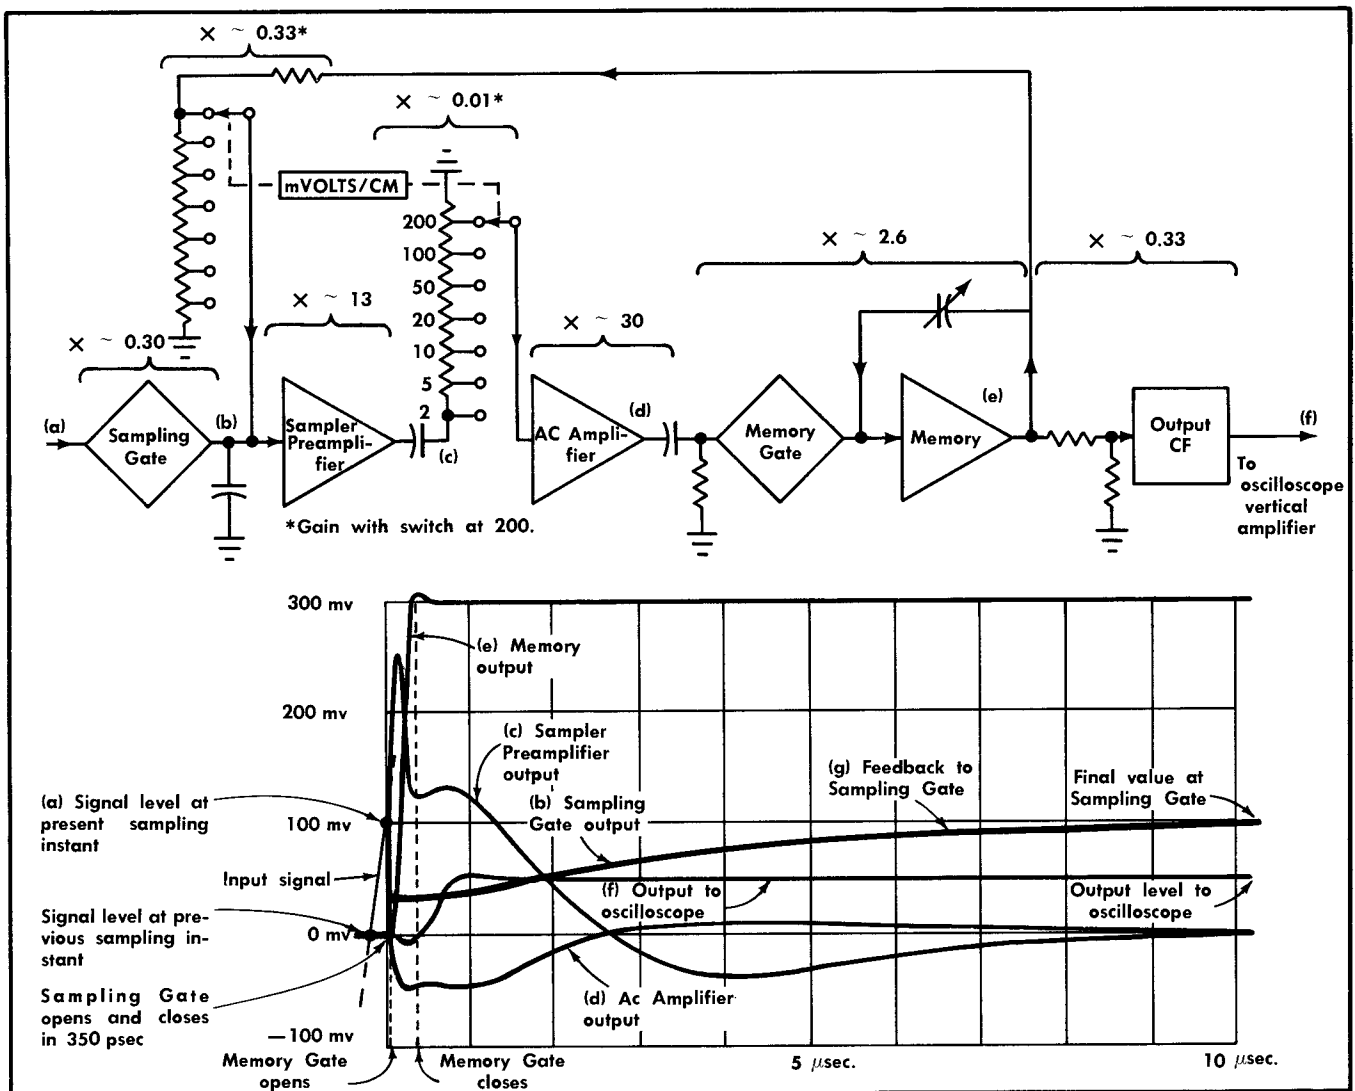 × ~ 0.33*
× ~ 0.01*
mVOLTS/CM
200
100
50
20
10
5
2
× ~ 2.6
× ~ 0.33
× ~ 13
× ~ 30
× ~ 0.30
(a)
Sampling
Gate
(b)
Sampler
Preampli-
fier
(c)
AC Ampli-
fier
(d)
Memory
Gate
Memory
(e)
Output
CF
(f)
To
oscilloscope
vertical
amplifier
*Gain with switch at 200.
300 mv
200 mv
100 mv
0 mv
—100 mv
(e) Memory
output
(c) Sampler
Preamplifier
output
(b) Sampling
Gate output
(g) Feedback to
Sampling Gate
Final value at
Sampling Gate
(a) Signal level at
present sampling
instant
Input signal
Signal level at pre-
vious sampling in-
stant
Sampling Gate
opens and closes
in 350 psec
(f) Output to
oscilloscope
Output level to
oscilloscope
(d) Ac Amplifier
output
Memory Gate
opens
Memory Gate
closes
5 μsec.
10 μsec.